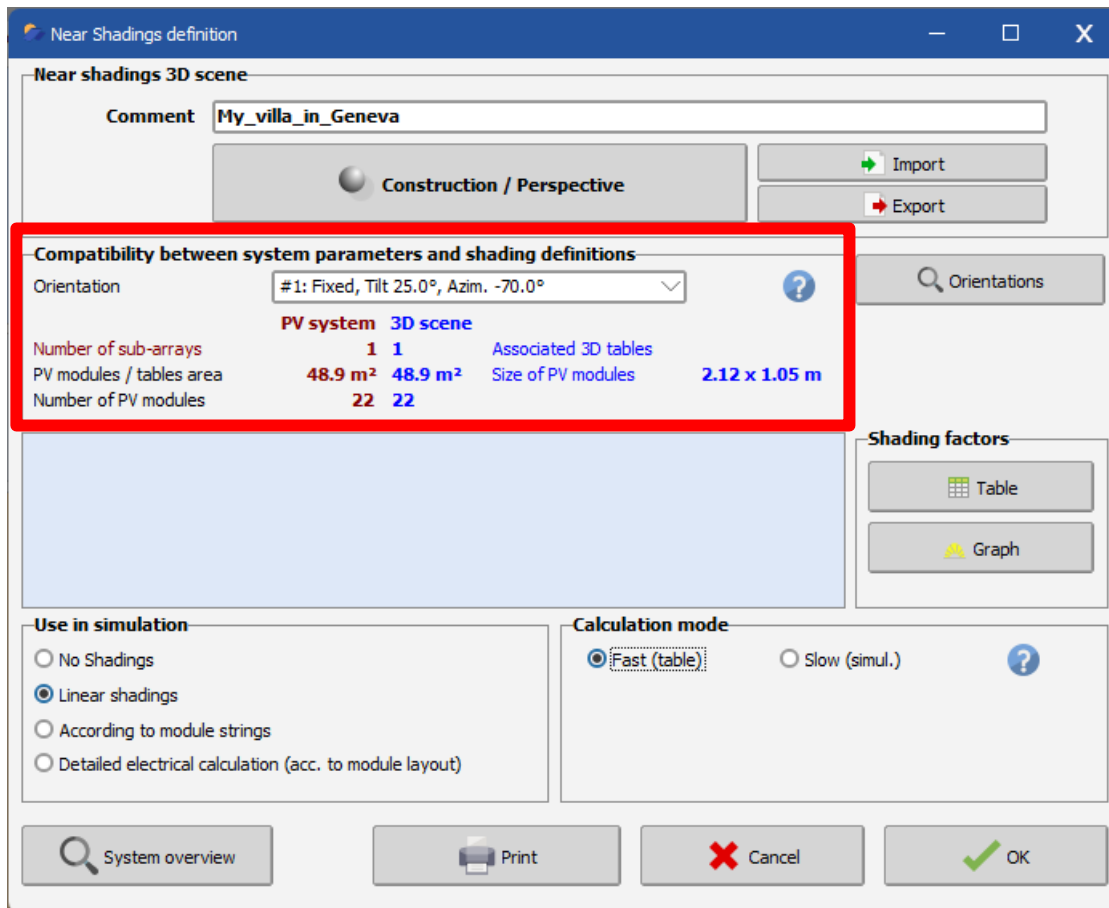 Near Shadings definition
Near shadings 3D scene
Comment My_villa_in_Geneva
Construction / Perspective
Import
Export
Compatibility between system parameters and shading definitions
Orientation #1: Fixed, Tilt 25.0°, Azim. -70.0° ?
Orientations
PV system 3D scene
Number of sub-arrays 1 1 Associated 3D tables
PV modules / tables area 48.9 m² 48.9 m² Size of PV modules 2.12 x 1.05 m
Number of PV modules 22 22
Shading factors
Table
Graph
Use in simulation
No Shadings
Linear shadings
According to module strings
Detailed electrical calculation (acc. to module layout)
Calculation mode
Fast (table) Slow (simul.) ?
System overview Print Cancel OK